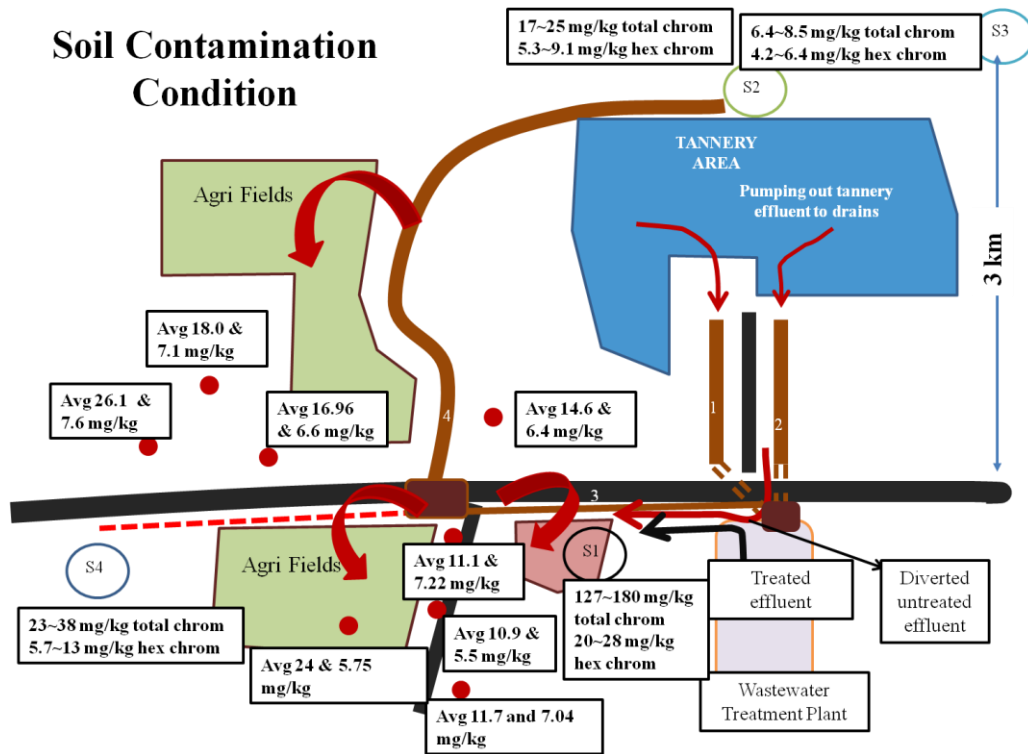 Soil Contamination
Condition
17~25 mg/kg total chrom
5.3~9.1 mg/kg hex chrom
6.4~8.5 mg/kg total chrom
4.2~6.4 mg/kg hex chrom
S3
S2
TANNERY
AREA
Pumping out tannery
effluent to drains
Agri Fields
3 km
Avg 18.0 &
7.1 mg/kg
Avg 26.1 &
7.6 mg/kg
Avg 16.96
& 6.6 mg/kg
4
Avg 14.6 &
6.4 mg/kg
1
2
3
S4
Agri Fields
Avg 11.1 &
7.22 mg/kg
S1
Treated
effluent
Diverted
untreated
effluent
23~38 mg/kg total chrom
5.7~13 mg/kg hex chrom
127~180 mg/kg
total chrom
20~28 mg/kg
hex chrom
Avg 10.9 &
5.5 mg/kg
Avg 24 & 5.75
mg/kg
Avg 11.7 and 7.04
mg/kg
Wastewater
Treatment Plant